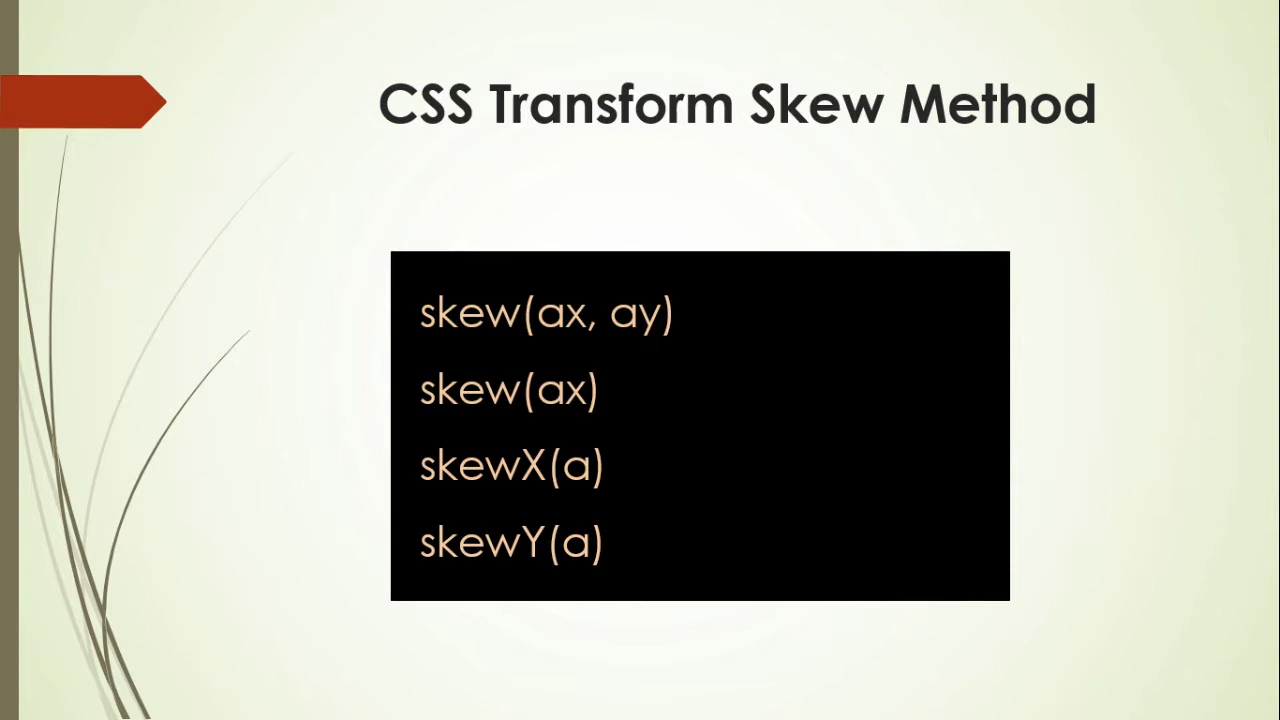 CSS Transform Skew Method
skew(ax, ay)
skew(ax)
skewX(a)
skewY(a)